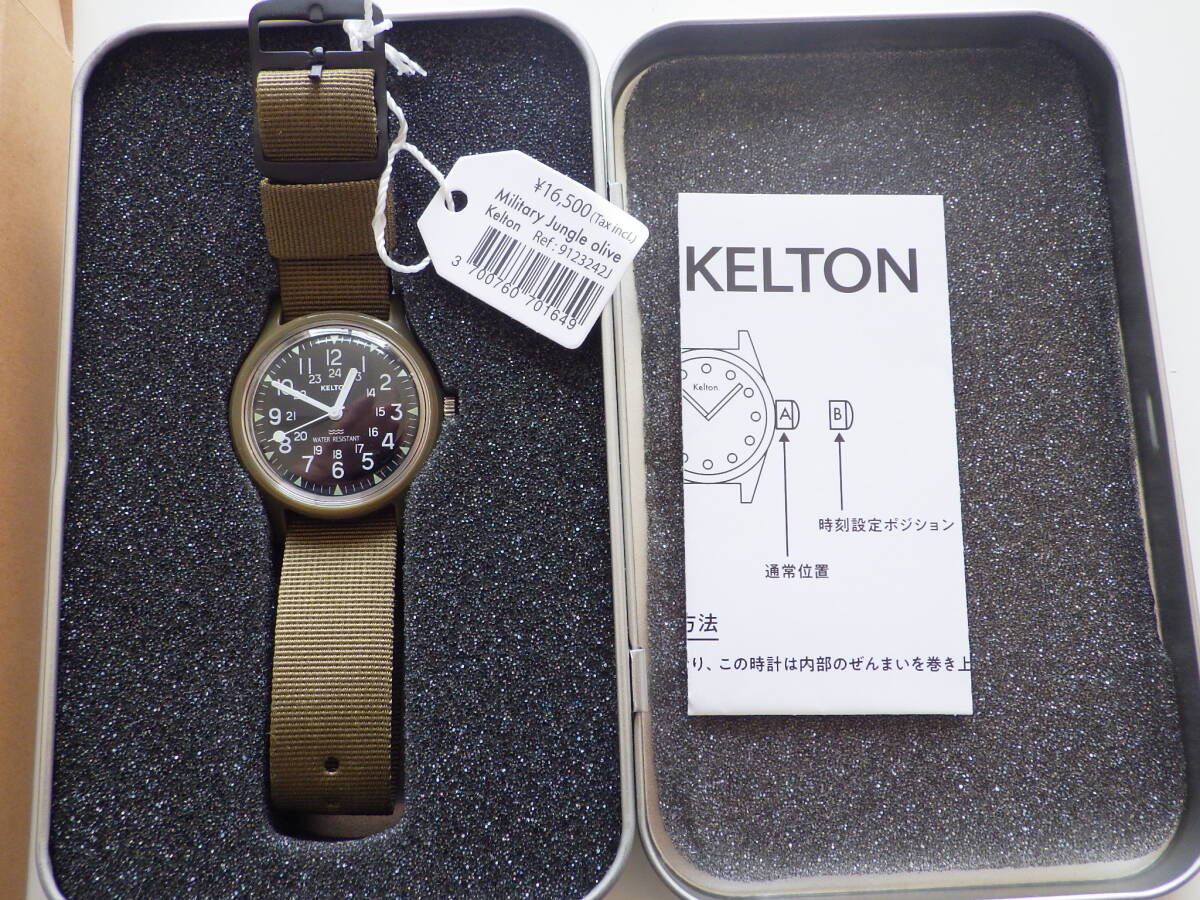 ¥16,500 (Tax incl.)
Military Jungle olive
Kelton Ref : 9123242J
3 700760 701649
12
11
1
24
23
13
10
2
KELTON
14
9
21
15
3
20
WATER RESISTANT
16
8
4
19
18
17
7
6
5
KELTON
Kelton.
A
B
時刻設定ポジション
通常位置
方法
り、この時計は内部のぜんまいを巻き上